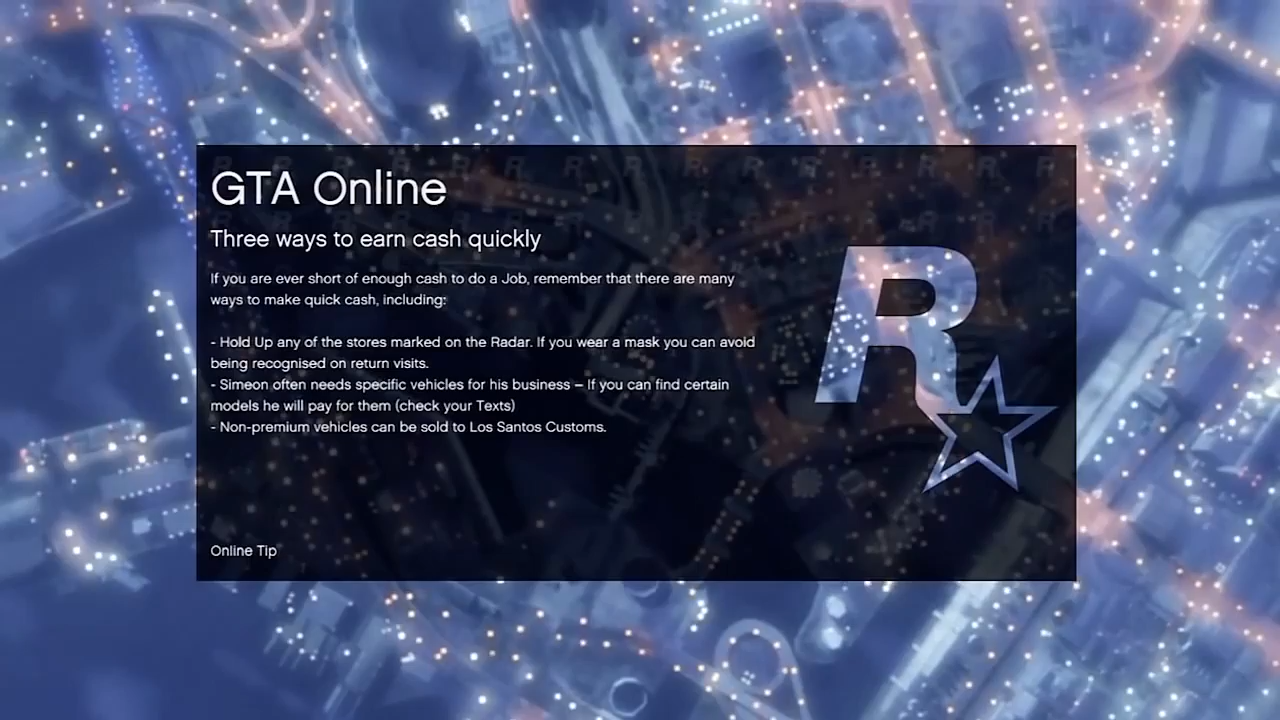 GTA Online
Three ways to earn cash quickly
If you are ever short of enough cash to do a Job, remember that there are many
ways to make quick cash, including:
- Hold Up any of the stores marked on the Radar. If you wear a mask you can avoid
being recognised on return visits.
- Simeon often needs specific vehicles for his business – If you can find certain
models he will pay for them (check your Texts)
- Non-premium vehicles can be sold to Los Santos Customs.
R
Online Tip